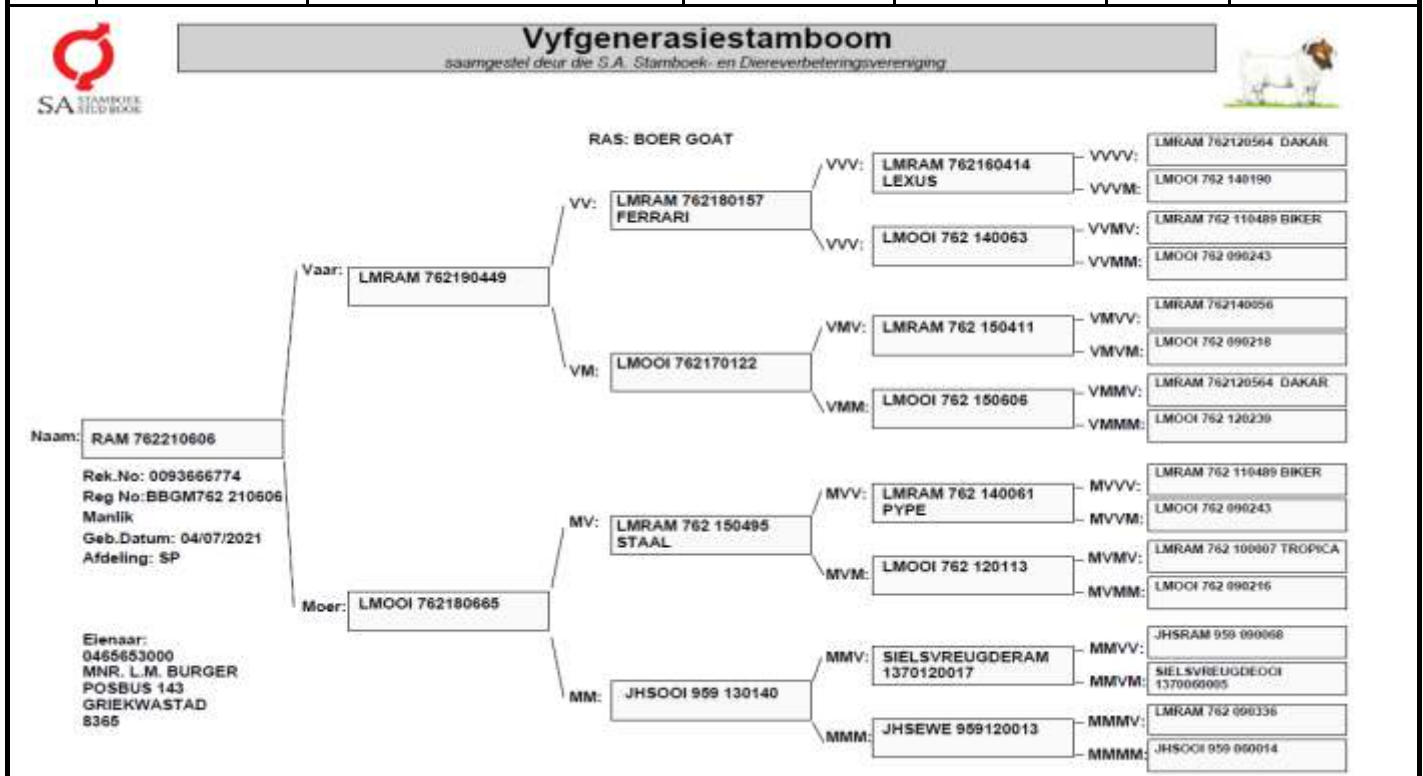 SA STAMBOEK
STUD BOOK
Vyfgenerasiestamboom
saamgestel deur die S.A. Stamboek- en Diereverbeteringsvereniging
RAS: BOER GOAT
Naam: RAM 762210606
Rek.No: 0093666774
Reg No:BBGM762 210606
Manlik
Geb.Datum: 04/07/2021
Afdeling: SP
Eienaar:
0465653000
MNR. L.M. BURGER
POSBUS 143
GRIEKWASTAD
8365
Vaar: LMRAM 762190449
Moer: LMOOI 762180665
VV: LMRAM 762180157
FERRARI
VM: LMOOI 762170122
MV: LMRAM 762 150495
STAAL
MM: JHSOOI 959 130140
VVV: LMRAM 762160414
LEXUS
VVV: LMOOI 762 140063
VMV: LMRAM 762 150411
VMM: LMOOI 762 150606
MVV: LMRAM 762 140061
PYPE
MVM: LMOOI 762 120113
MMV: SIELSVREUGDERAM
1370120017
MMM: JHSEWE 959120013
VVVV: LMRAM 762120564 DAKAR
VVVM: LMOOI 762 140190
VVMV: LMRAM 762 110489 BIKER
VVMM: LMOOI 762 090243
VMVV: LMRAM 762140056
VMVM: LMOOI 762 090218
VMMV: LMRAM 762120564 DAKAR
VMMM: LMOOI 762 120239
MVVV: LMRAM 762 110489 BIKER
MVVM: LMOOI 762 090243
MVMV: LMRAM 762 100007 TROPICA
MVMM: LMOOI 762 090216
MMVV: JHSRAM 959 090068
MMVM: SIELSVREUGDEOOI
1370060005
MMMV: LMRAM 762 090336
MMMM: JHSOOI 959 060014